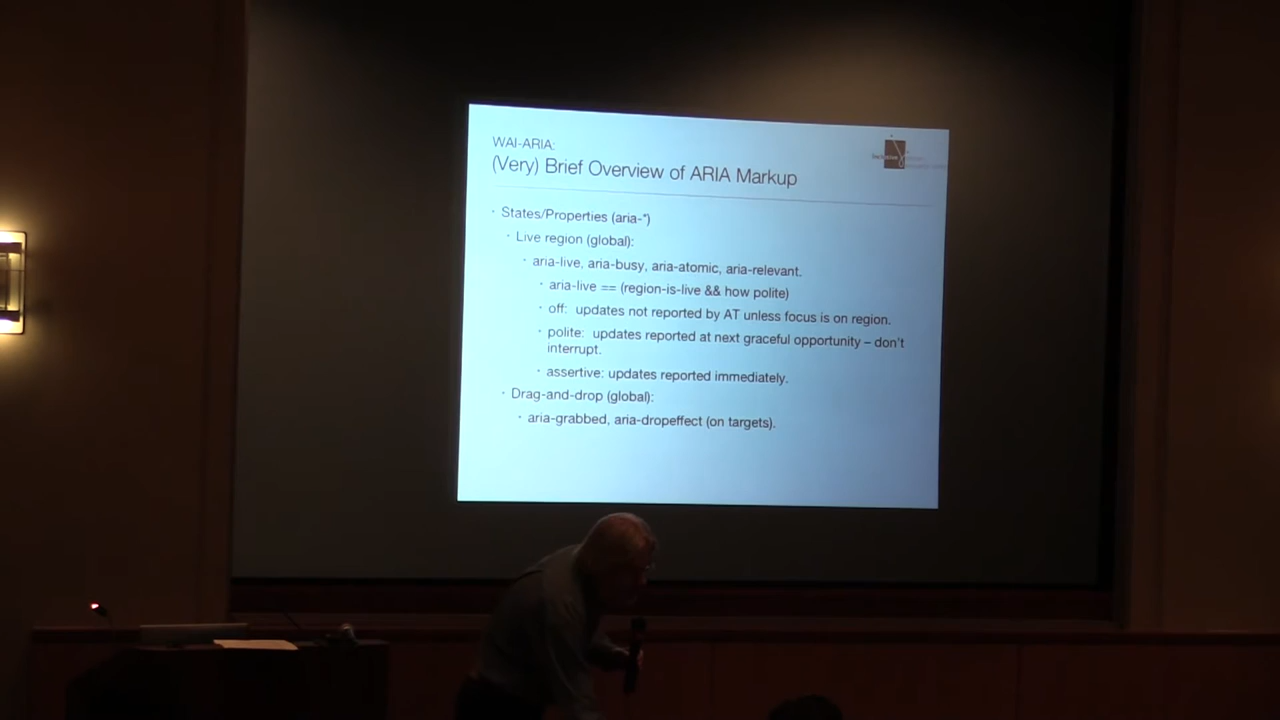 WAI-ARIA:
(Very) Brief Overview of ARIA Markup
Inclusive
· States/Properties (aria-*)
· Live region (global):
· aria-live, aria-busy, aria-atomic, aria-relevant.
· aria-live == (region-is-live && how polite)
· off: updates not reported by AT unless focus is on region.
· polite: updates reported at next graceful opportunity – don't
interrupt.
· assertive: updates reported immediately.
· Drag-and-drop (global):
· aria-grabbed, aria-dropeffect (on targets).